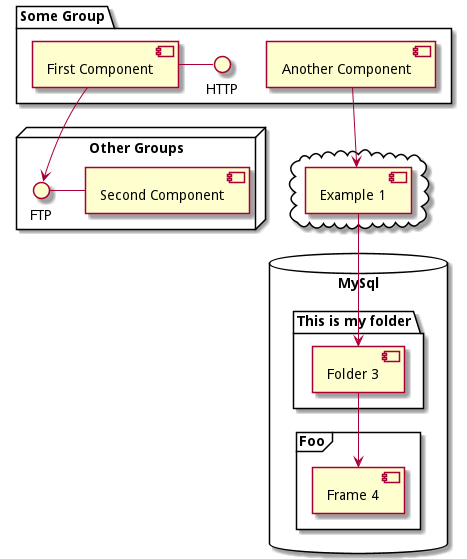 Some Group
First Component
HTTP
Another Component
Other Groups
FTP
Second Component
Example 1
MySql
This is my folder
Folder 3
Foo
Frame 4